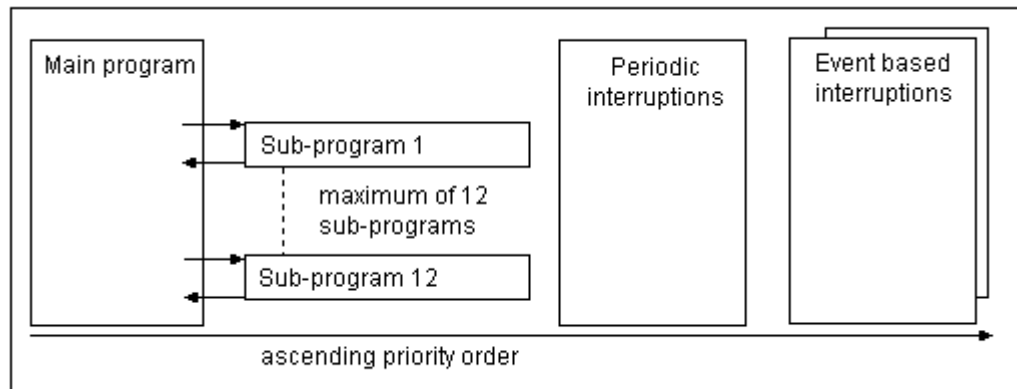 Main program
Sub-program 1
maximum of 12
sub-programs
Sub-program 12
Periodic
interruptions
Event based
interruptions
ascending priority order